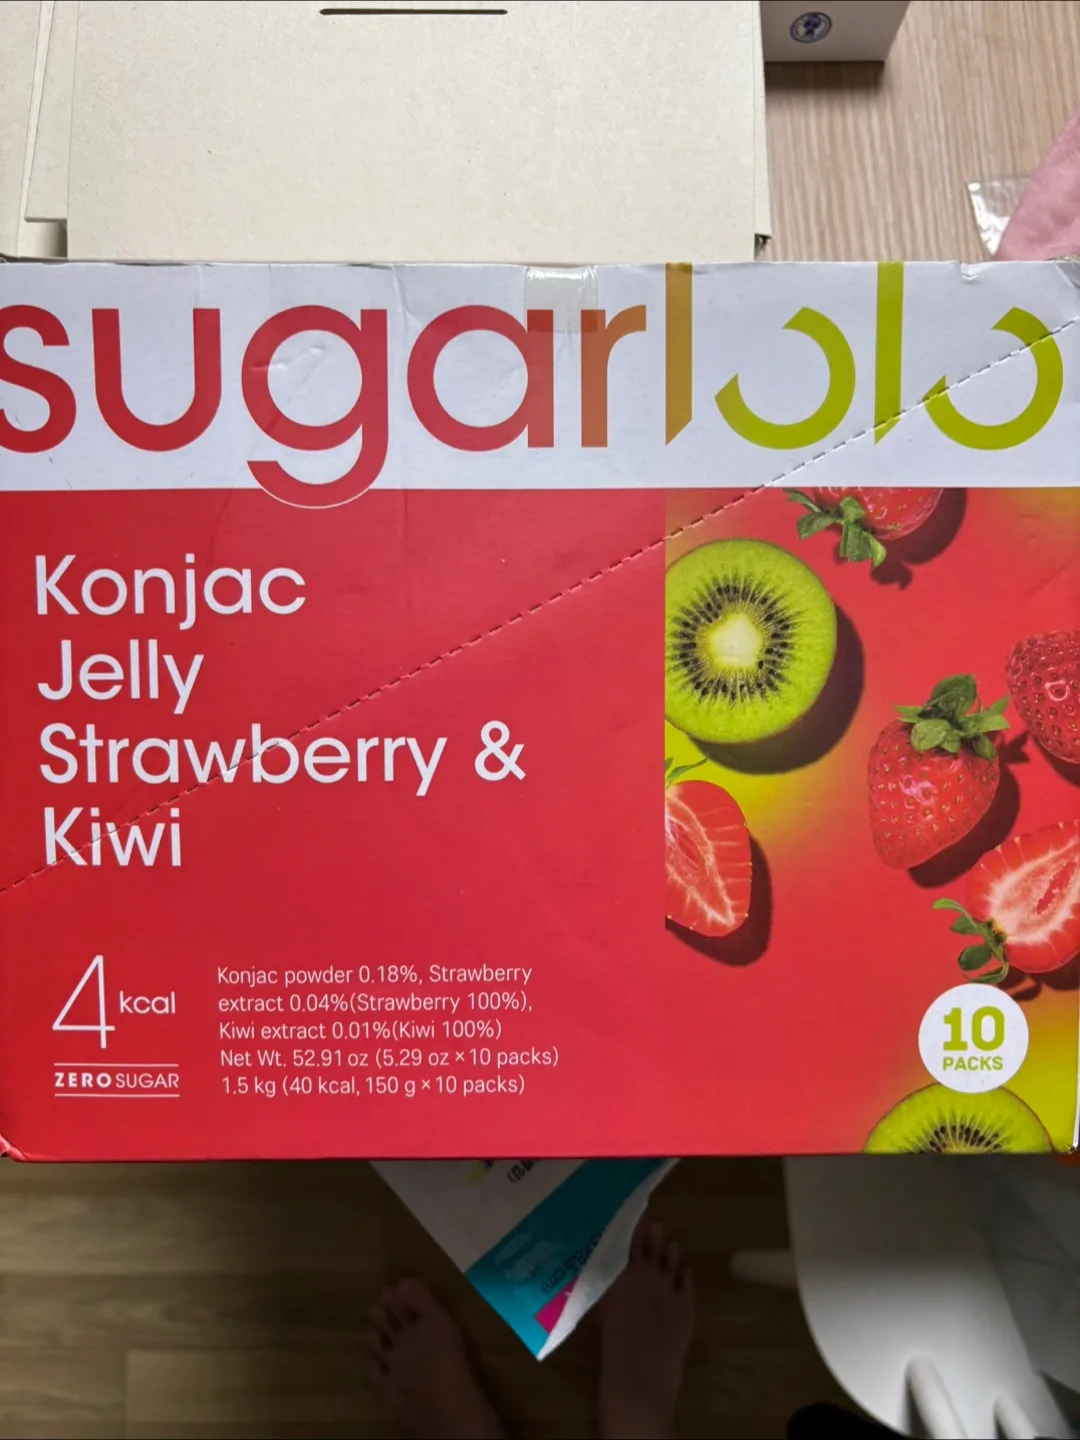 sugarlolo
Konjac
Jelly
Strawberry &
Kiwi
4 kcal
ZERO SUGAR
Konjac powder 0.18%, Strawberry
extract 0.04%(Strawberry 100%),
Kiwi extract 0.01%(Kiwi 100%)
Net Wt. 52.91 oz (5.29 oz ×10 packs)
1.5 kg (40 kcal, 150 g×10 packs)
10
PACKS